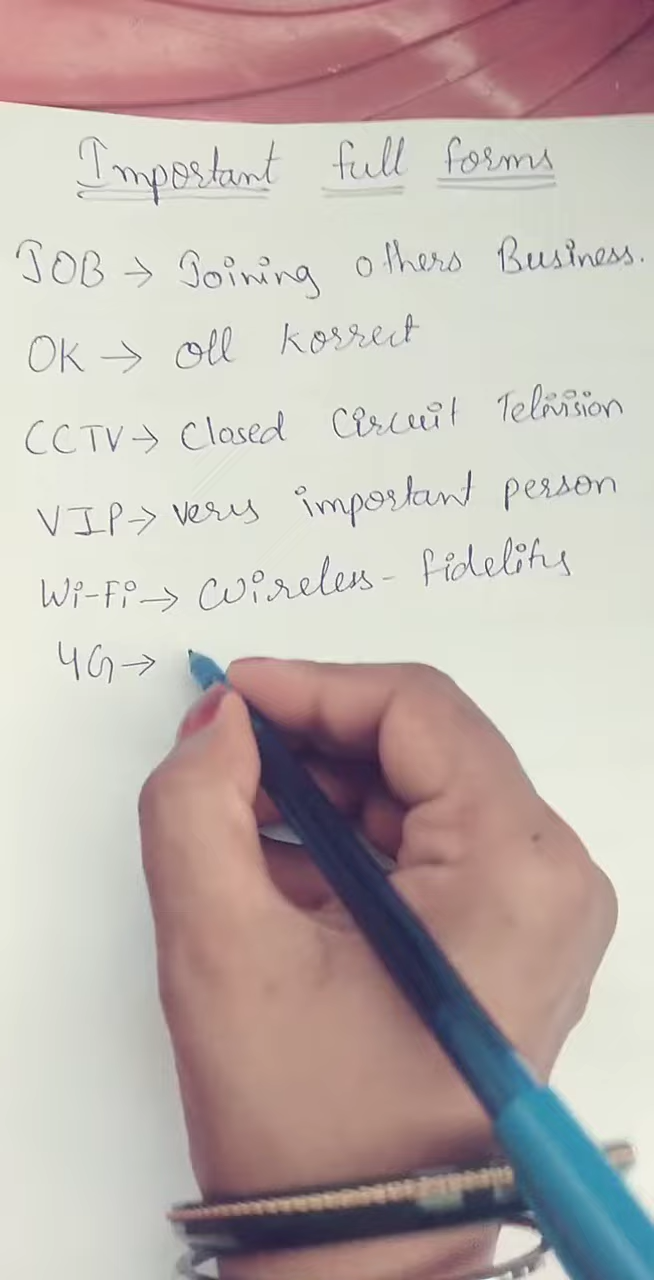 Important full forms
JOB → Joining others Business.
OK → oll korrect
CCTV → Closed Circuit Television
VIP → very important person
Wi-Fi → Wireless - fidelity
4G →